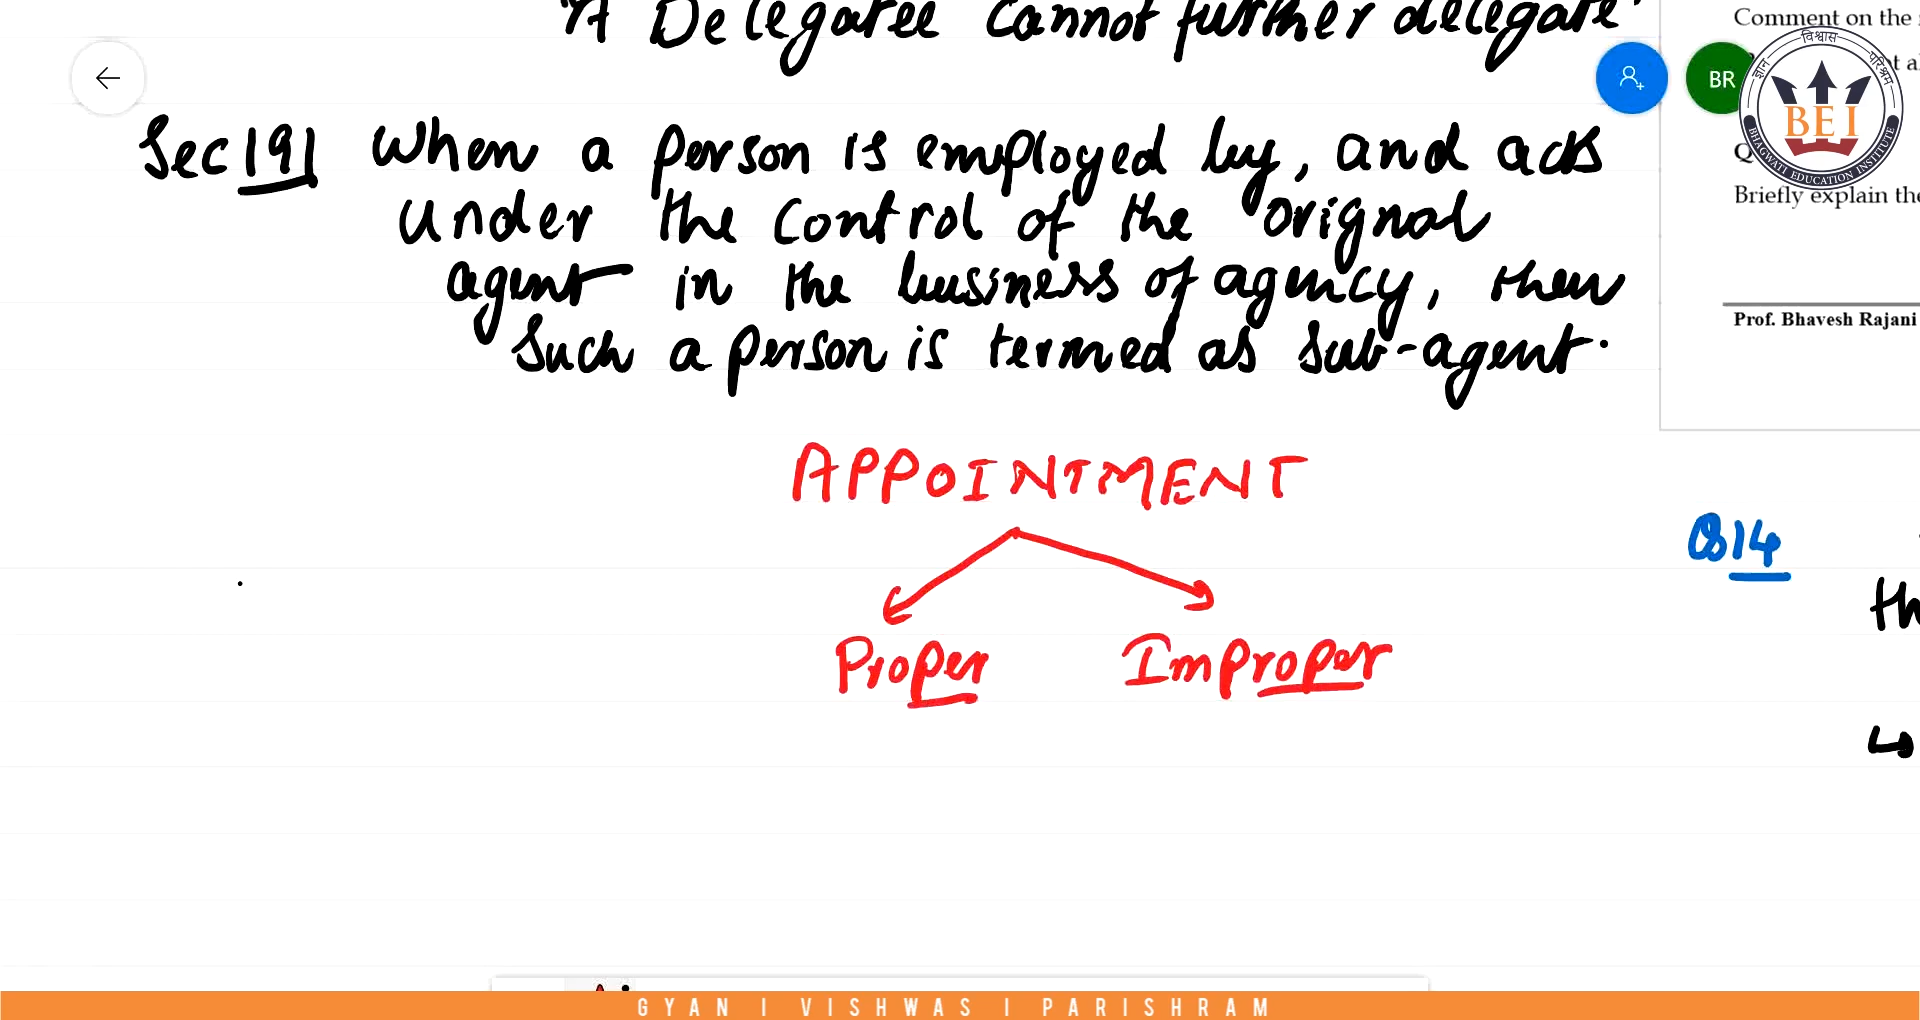 A Delegatee cannot further delegate.
Sec 191 When a person is employed by, and acts
under the control of the orignal
agent in the business of agency, then
such a person is termed as sub-agent.
APPOINTMENT
Proper
Improper
Comment on the
BR
विश्वास
ज्ञान
परिश्रम
BEI
BHAGWATI EDUCATION INSTITUTE
Q
Briefly explain the
Prof. Bhavesh Rajani
Q14
th
GYAN | VISHWAS | PARISHRAM